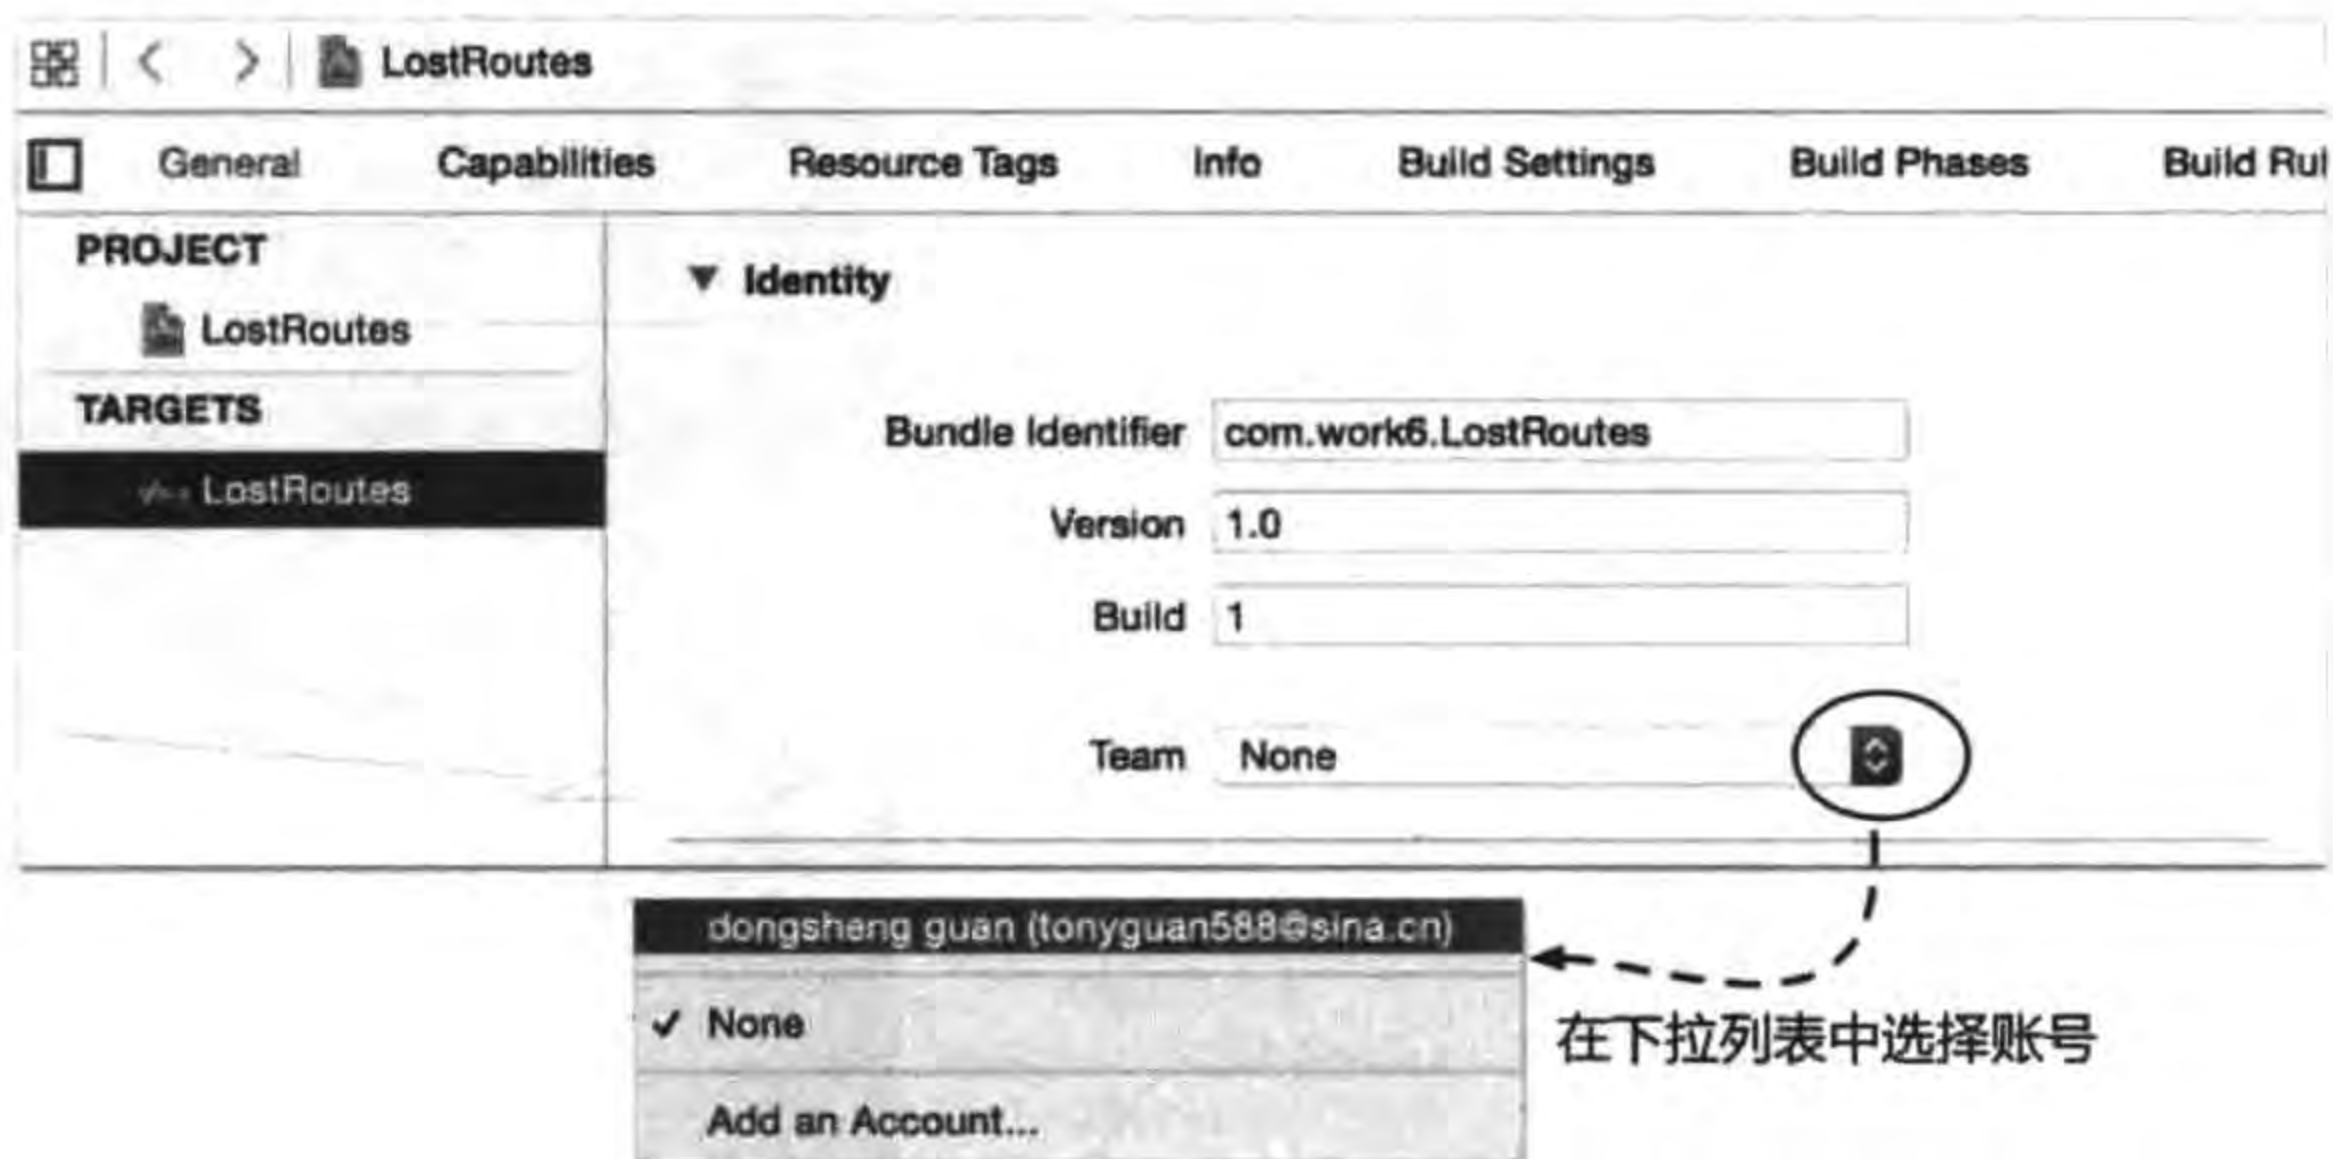 LostRoutes
General Capabilities Resource Tags Info Build Settings Build Phases Build Rul
PROJECT
LostRoutes
TARGETS
LostRoutes
Identity
Bundle Identifier com.work6.LostRoutes
Version 1.0
Build 1
Team None
dongsheng guan (tonyguan588@sina.cn)
✓ None
Add an Account...
在下拉列表中选择账号